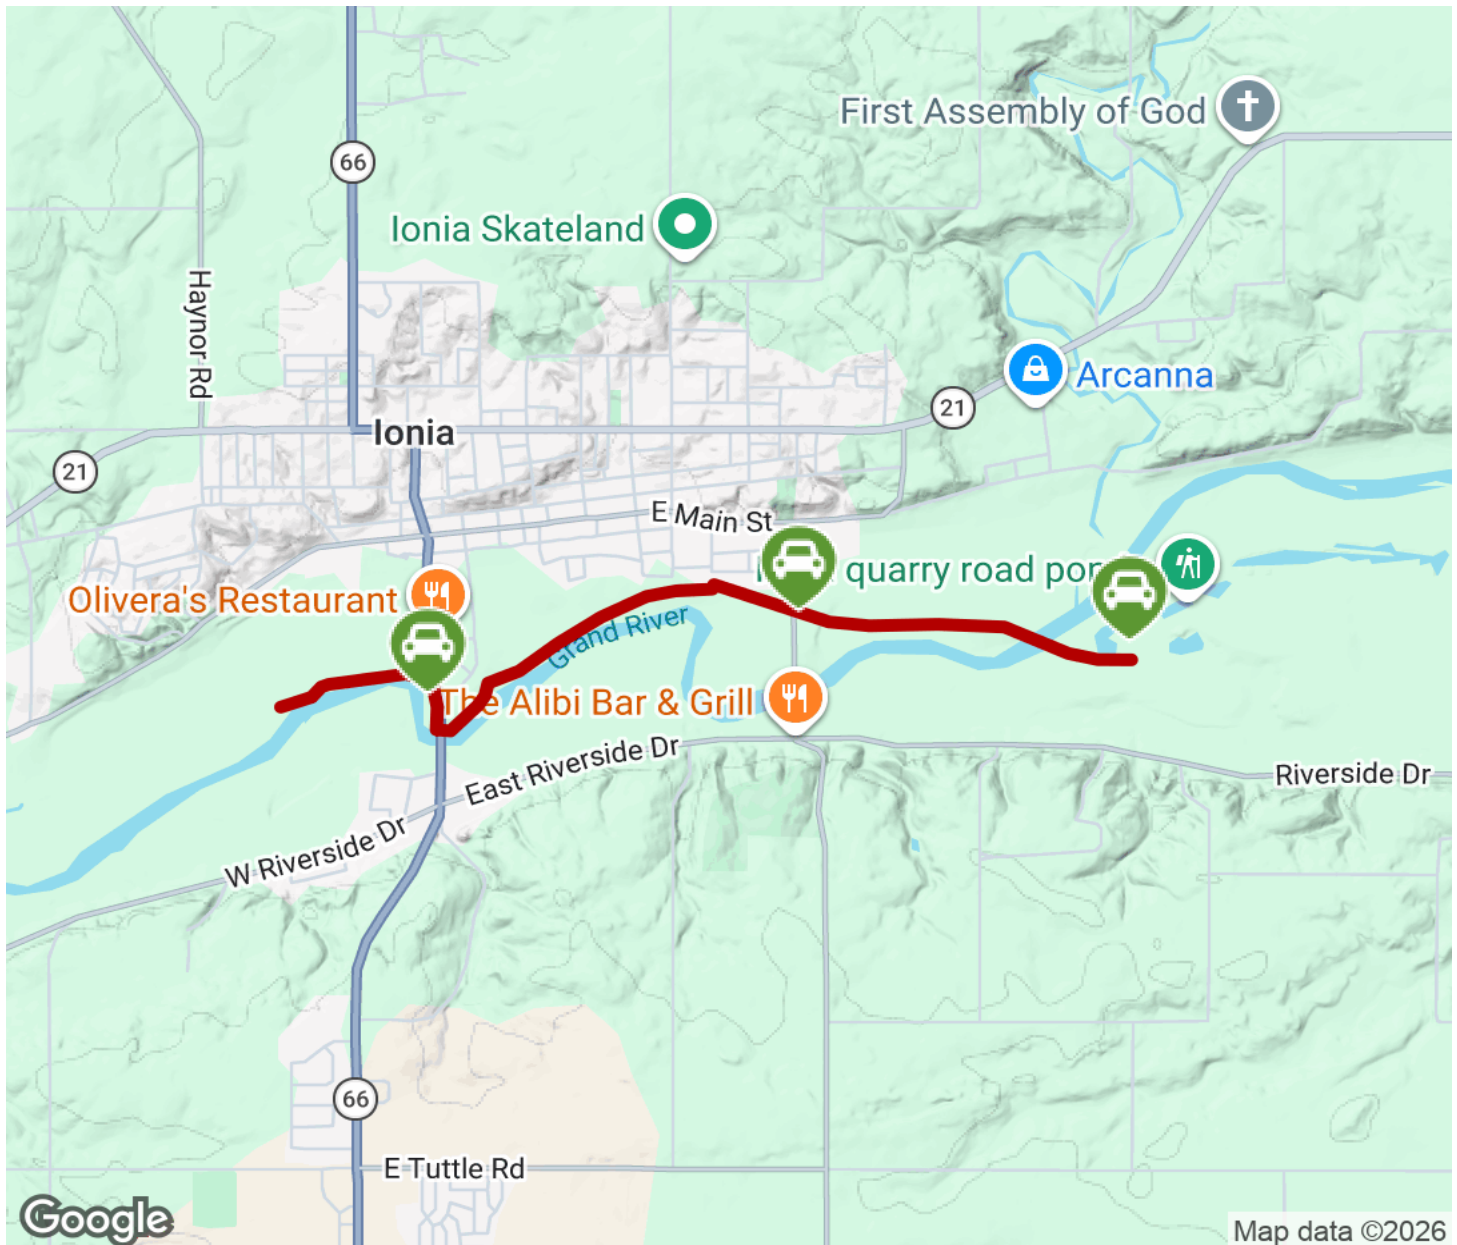 First Assembly of God
66
Ionia Skateland
Haynor Rd
Arcanna
21
Ionia
21
E Main St
quarry road por
Olivera's Restaurant
Grand River
The Alibi Bar & Grill
East Riverside Dr
Riverside Dr
W Riverside Dr
66
E Tuttle Rd
Google
Map data ©2026